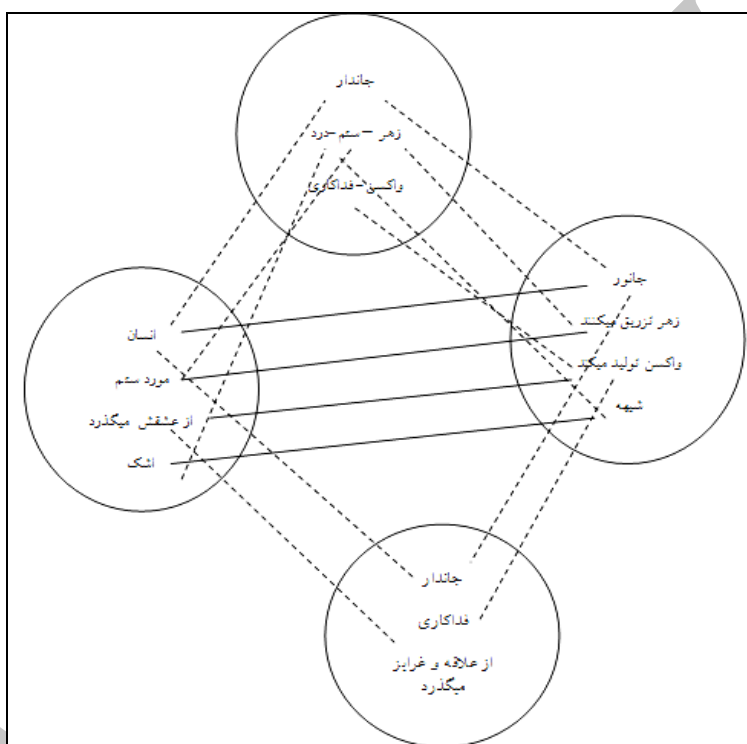 جاندار
زهر – ستم – درد
واکسن – فداکاری
جانور
زهر تزریق میکنند
واکسن تولید میکند
شیهه
انسان
مورد ستم
از عشقش میگذرد
اشک
جاندار
فداکاری
از علاقه و غرایز
میگذرد